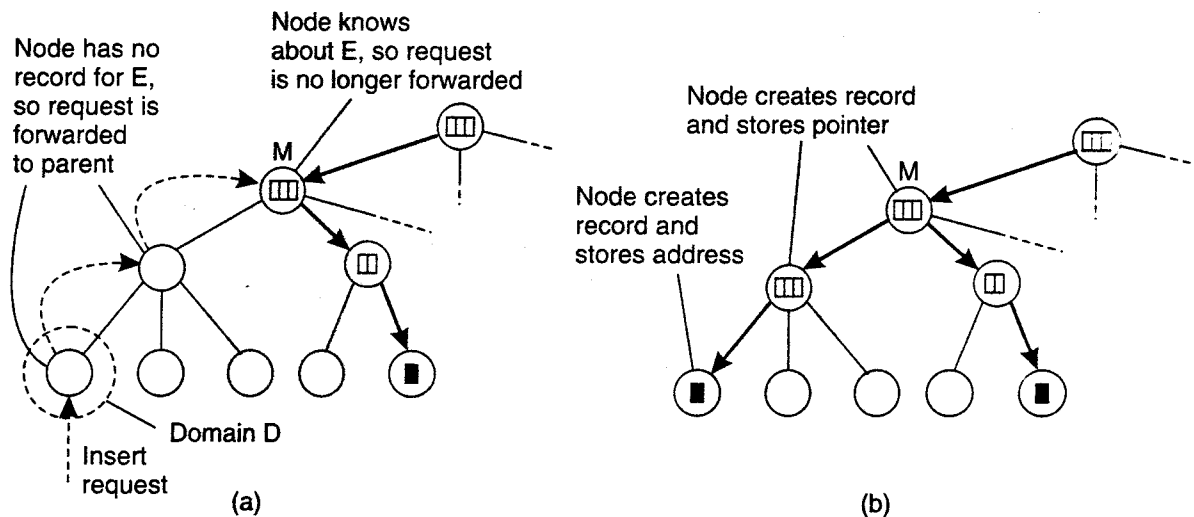 Node has no
record for E,
so request is
forwarded
to parent
Node knows
about E, so request
is no longer forwarded
M
Domain D
Insert
request
(a)
Node creates record
and stores pointer
M
Node creates
record and
stores address
(b)